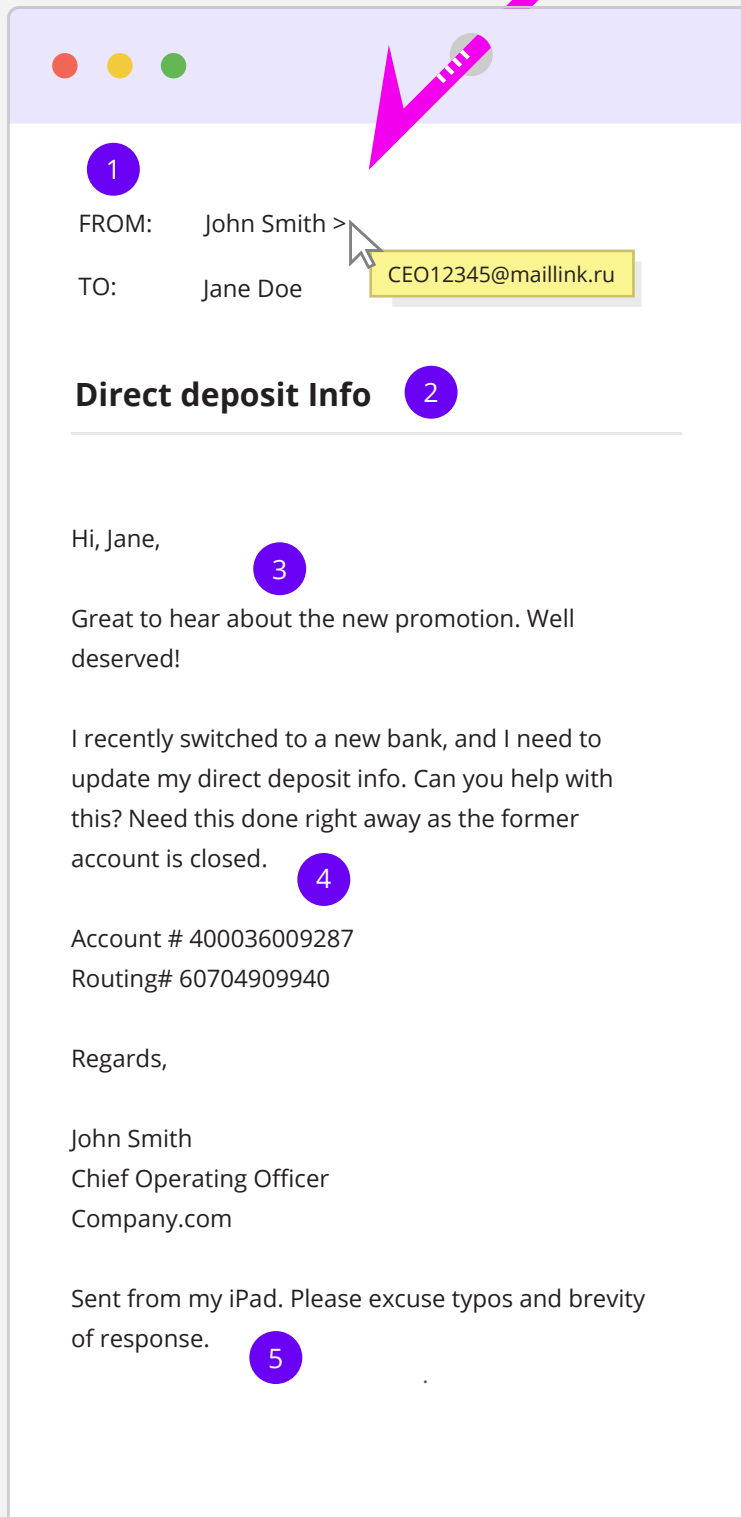 1
FROM: John Smith >
CEO12345@maillink.ru
TO: Jane Doe
Direct deposit Info 2
Hi, Jane,
3
Great to hear about the new promotion. Well
deserved!
I recently switched to a new bank, and I need to
update my direct deposit info. Can you help with
this? Need this done right away as the former
account is closed.
4
Account # 400036009287
Routing# 60704909940
Regards,
John Smith
Chief Operating Officer
Company.com
Sent from my iPad. Please excuse typos and brevity
of response.
5
.